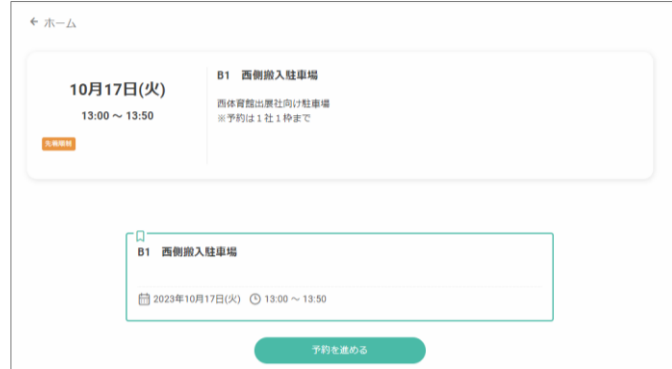 ← ホーム
10月17日(火)
13:00 ～ 13:50
先着順制
B1　西側搬入駐車場
西体育館出展社向け駐車場
※予約は１社１枠まで
B1　西側搬入駐車場
2023年10月17日(火) 13:00 ～ 13:50
予約を進める